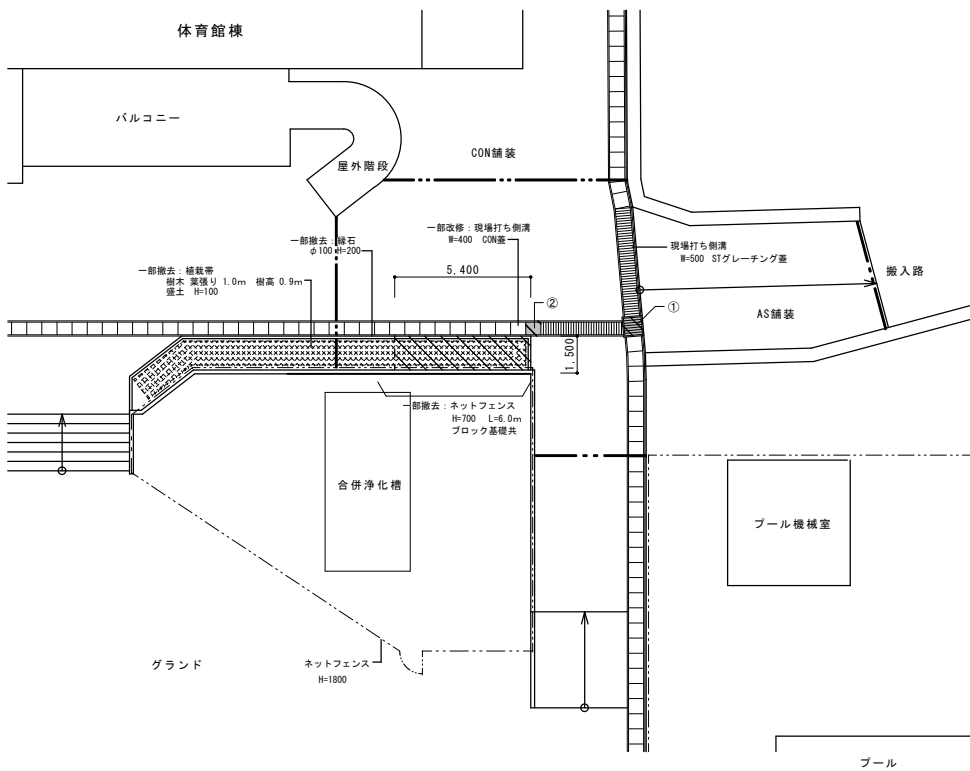 体育館棟
バルコニー
屋外階段
CON舗装
一部撤去：縁石
φ100 H=200
一部改修：現場打ち側溝
W=400 CON蓋
現場打ち側溝
W=500 STグレーチング蓋
搬入路
一部撤去：植栽帯
樹木 葉張り 1.0m 樹高 0.9m
盛土 H=100
5,400
②
①
AS舗装
1,500
一部撤去：ネットフェンス
H=700 L=6.0m
ブロック基礎共
合併浄化槽
プール機械室
グランド
ネットフェンス
H=1800
プール